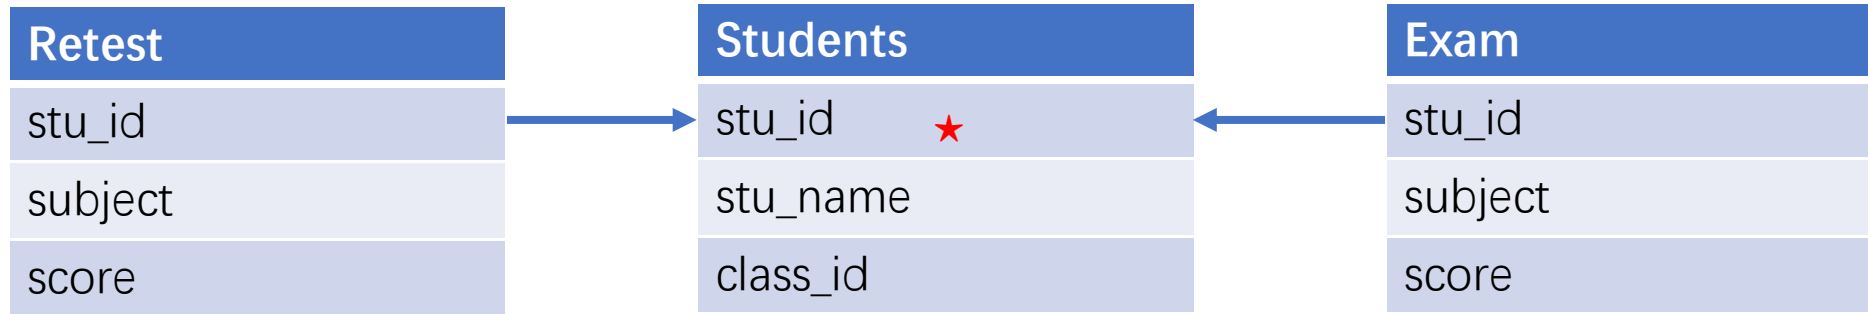 Retest
stu_id
subject
score
Students
stu_id
stu_name
class_id
Exam
stu_id
subject
score